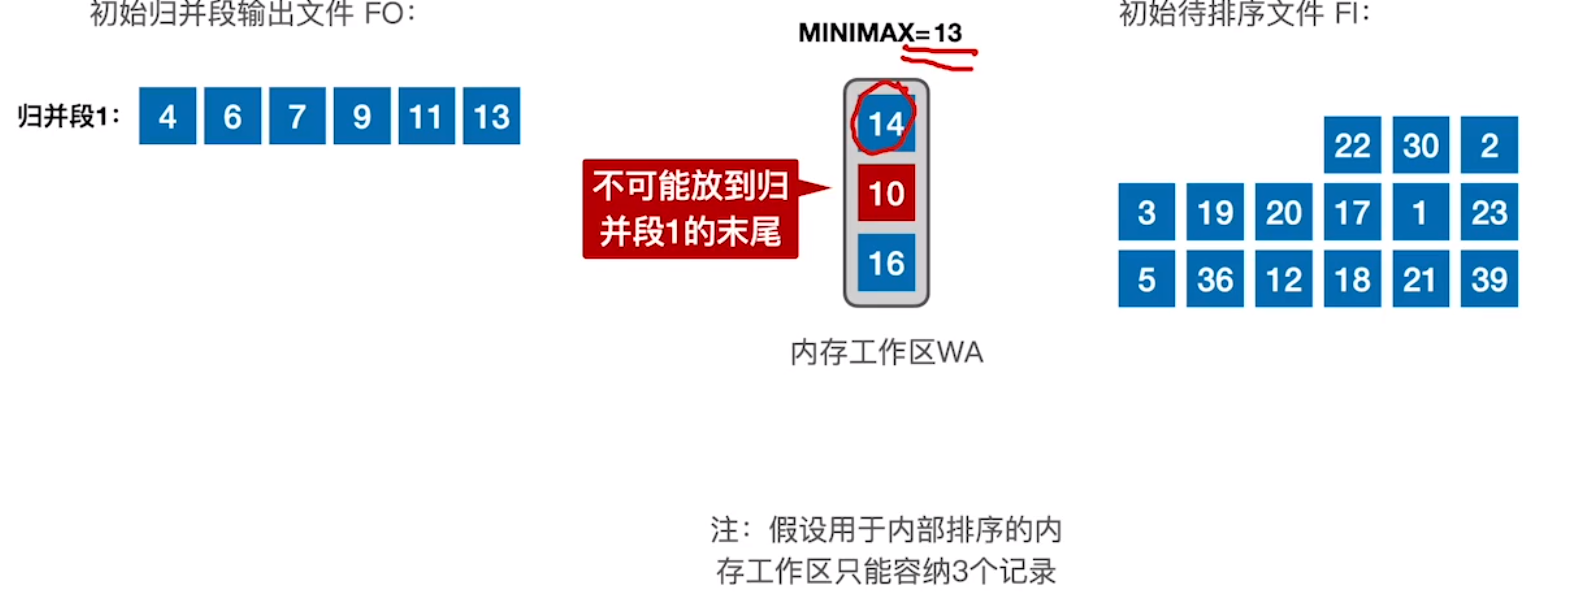 初始归并段输出文件 FO：
MINIMAX=13
初始待排序文件 FI：
归并段1： 4 6 7 9 11 13
14
不可能放到归
并段1的末尾
10
16
22 30 2
3 19 20 17 1 23
5 36 12 18 21 39
内存工作区WA
注：假设用于内部排序的内
存工作区只能容纳3个记录